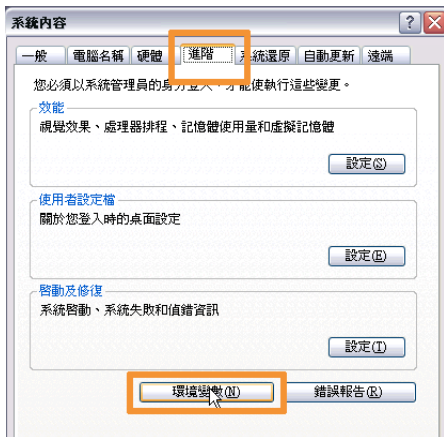 系統內容
一般 電腦名稱 硬體 進階 系統還原 自動更新 遠端
您必須以系統管理員的身分登入，才能使執行這些變更。
效能
視覺效果、處理器排程、記憶體使用量和虛擬記憶體
設定(S)
使用者設定檔
關於您登入時的桌面設定
設定(E)
啓動及修復
系統啓動、系統失敗和偵錯資訊
設定(T)
環境變數(N) 錯誤報告(R)